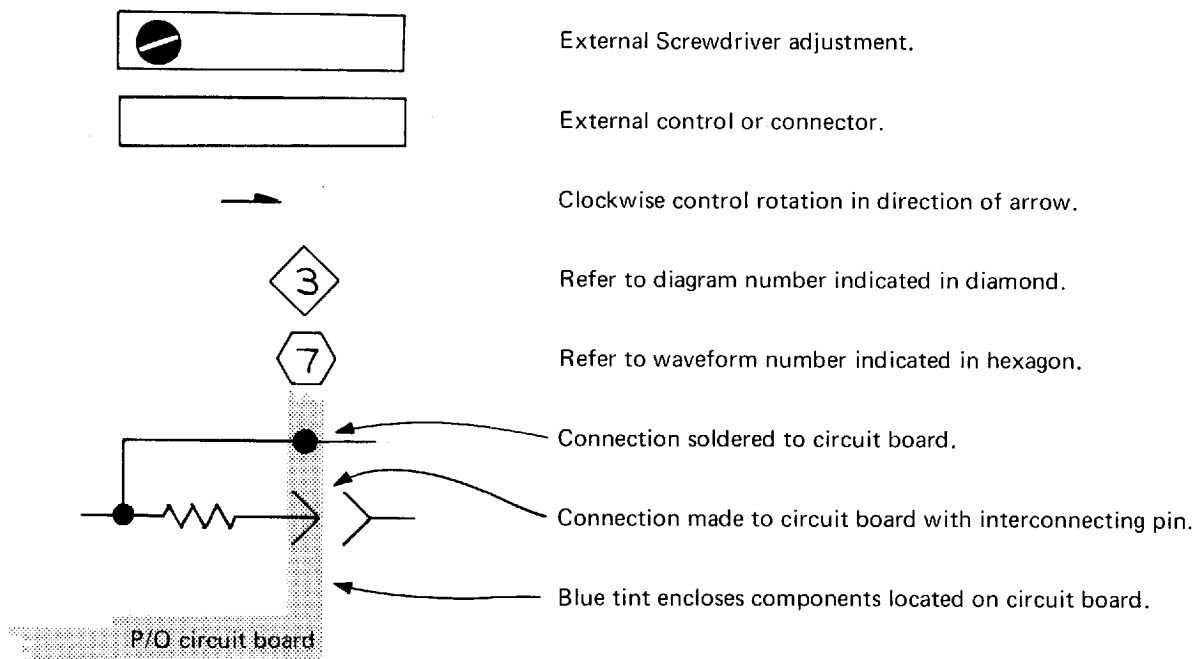 External Screwdriver adjustment.
External control or connector.
Clockwise control rotation in direction of arrow.
3
Refer to diagram number indicated in diamond.
7
Refer to waveform number indicated in hexagon.
Connection soldered to circuit board.
Connection made to circuit board with interconnecting pin.
Blue tint encloses components located on circuit board.
P/O circuit board